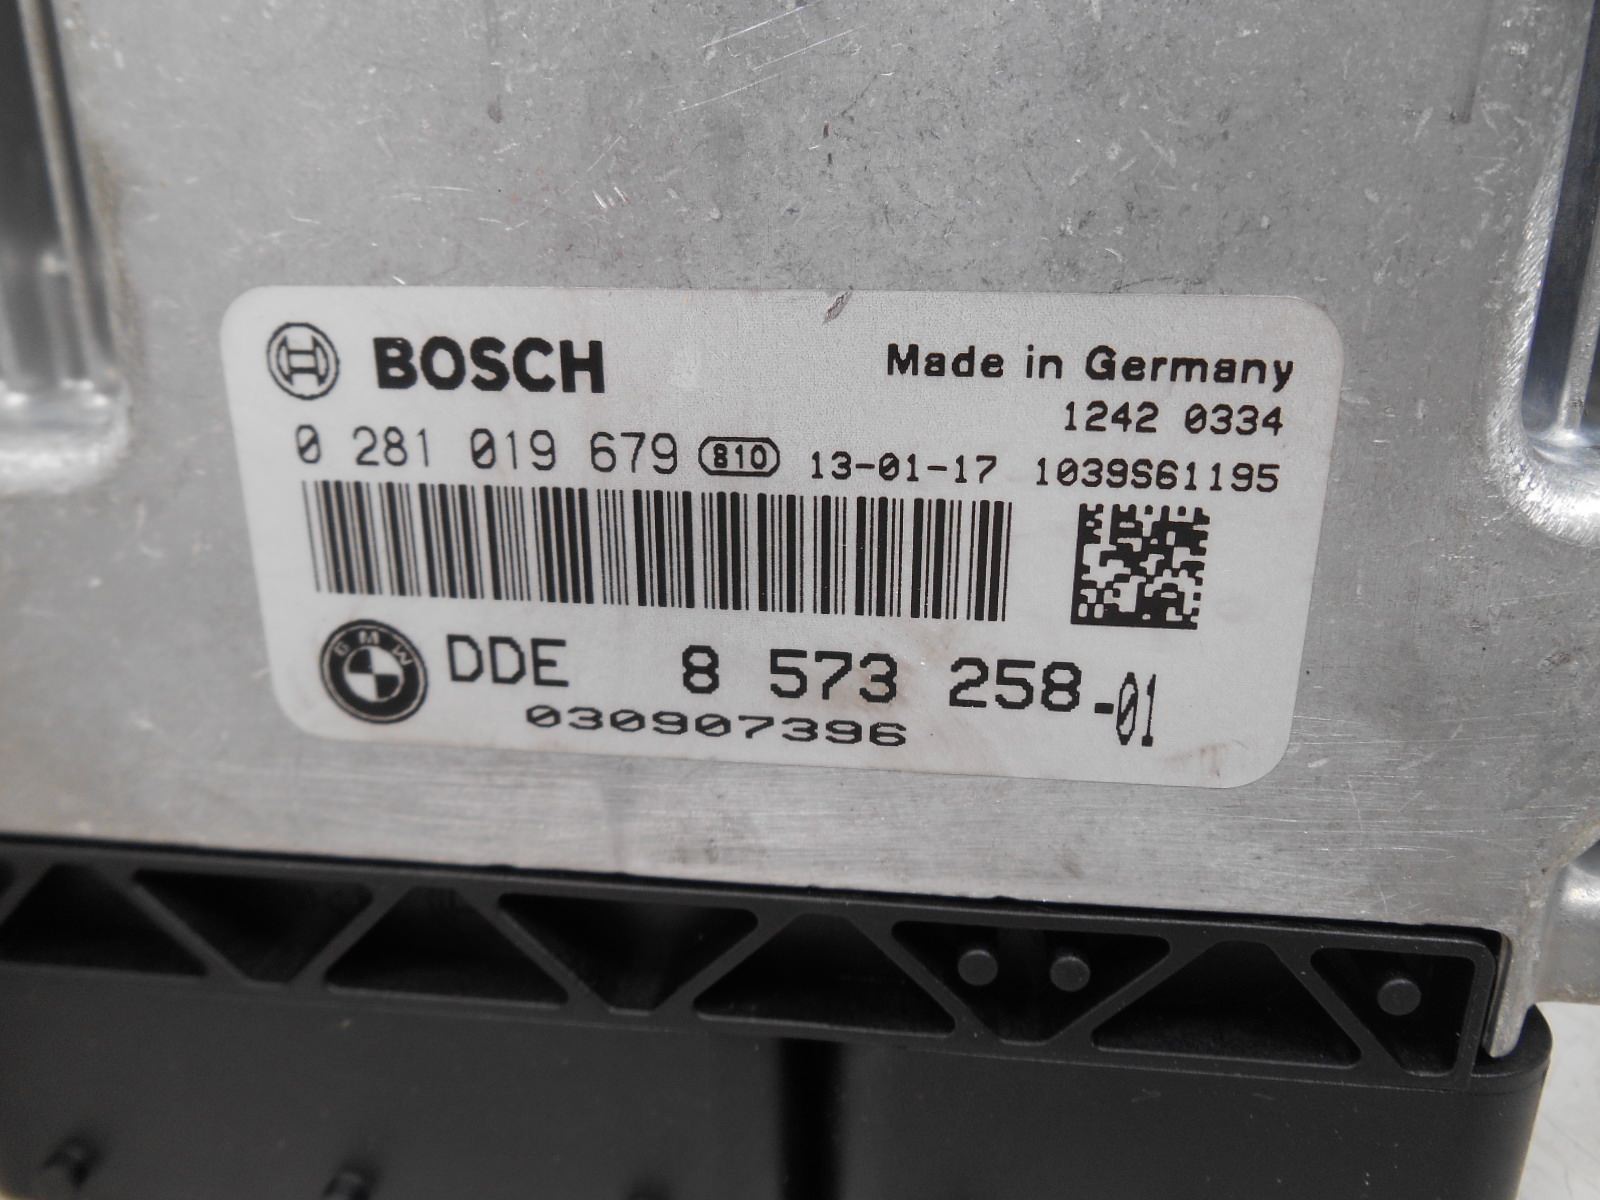 BOSCH
Made in Germany
1242 0334
0 281 019 679 810 13-01-17 1039S61195
BMW DDE 8 573 258-01
030907396
A
B